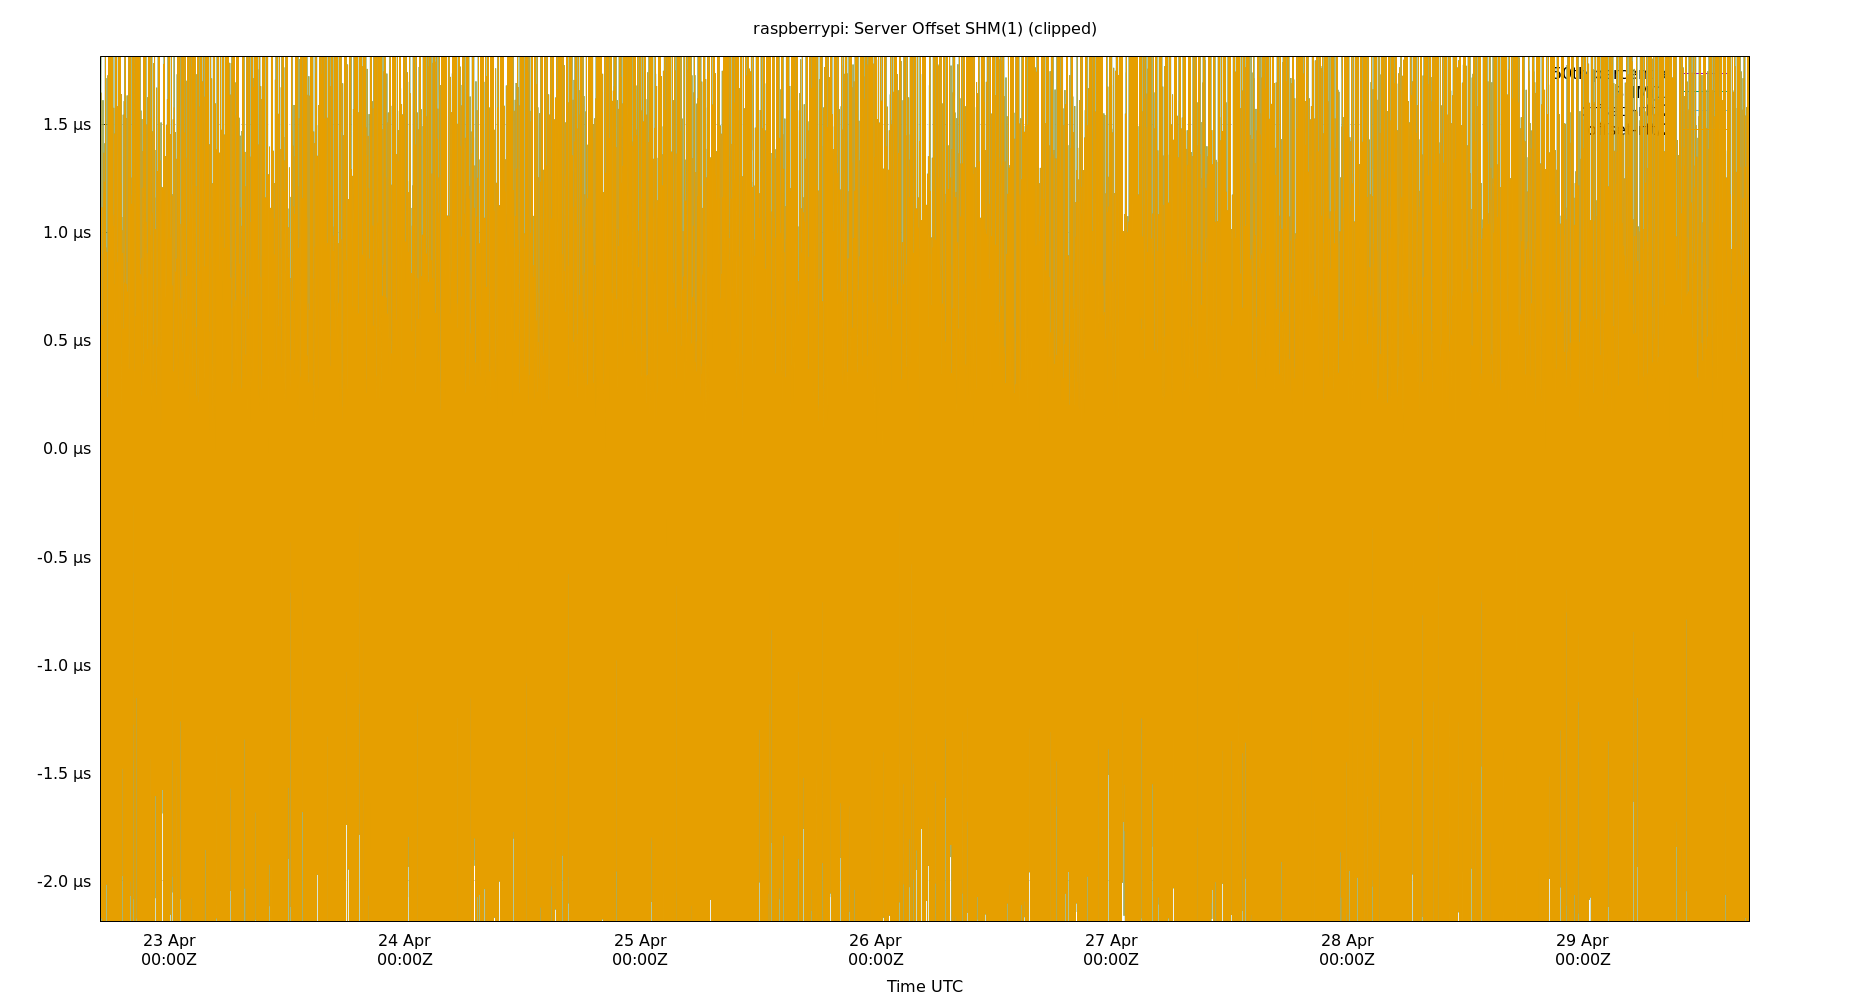 raspberrypi: Server Offset SHM(1) (clipped)
1.5 µs
1.0 µs
0.5 µs
0.0 µs
-0.5 µs
-1.0 µs
-1.5 µs
-2.0 µs
23 Apr
00:00Z
24 Apr
00:00Z
25 Apr
00:00Z
26 Apr
00:00Z
27 Apr
00:00Z
28 Apr
00:00Z
29 Apr
00:00Z
Time UTC